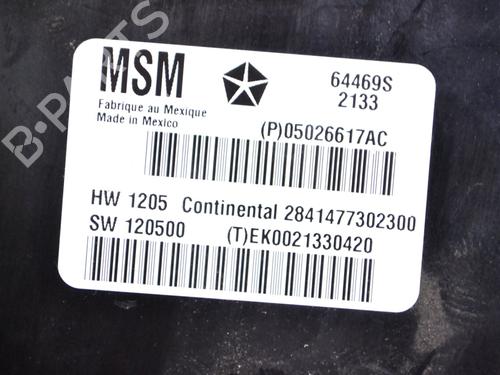 MSM
Fabrique au Mexique
Made in Mexico
64469S
2133
(P)05026617AC
HW 1205 Continental 2841477302300
SW 120500 (T)EK0021330420
B-PARTS